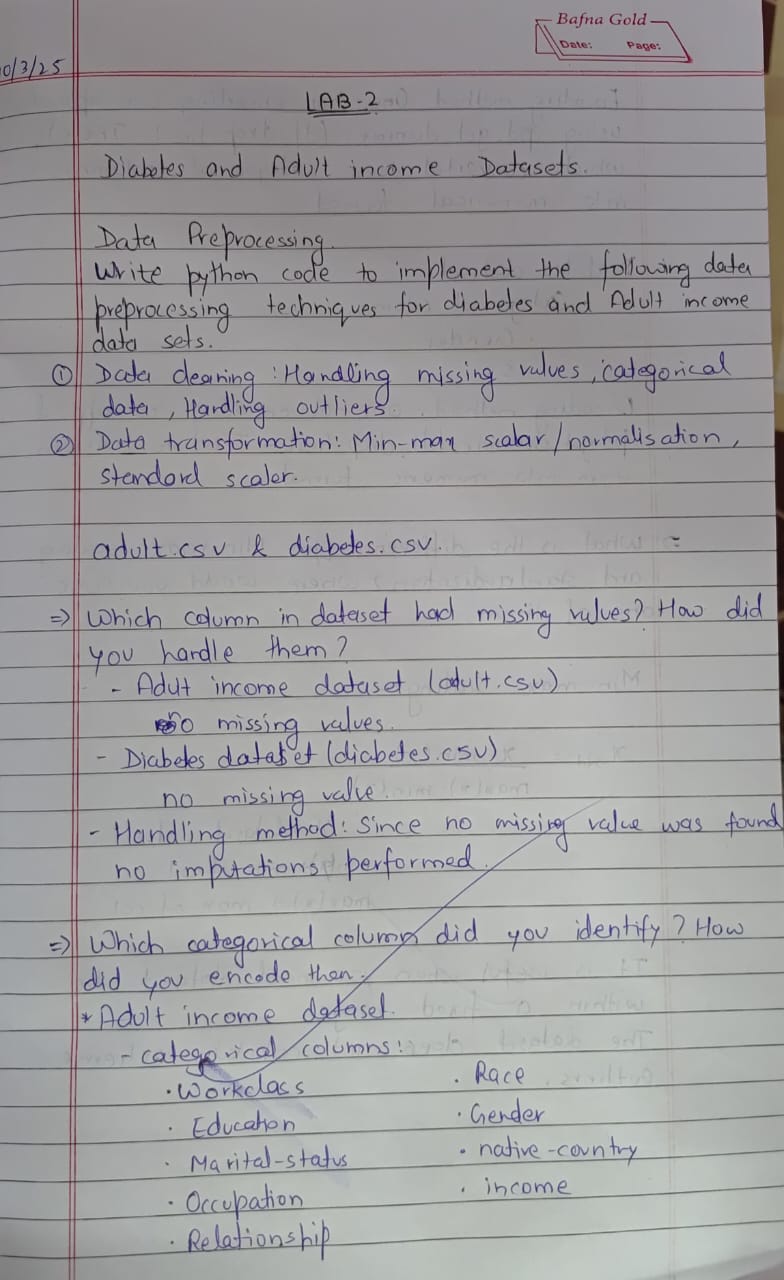 Bafna Gold
Date: Page:
0/3/25
LAB-2
Diabetes and Adult income Datasets.
Data Preprocessing.
Write python code to implement the following data
preprocessing techniques for diabetes and Adult income
data sets.
① Data cleaning : Handling missing values, categorical
data, Handling outliers.
② Data transformation: Min-max scalar/normalisation,
standard scaler.
adult.csv & diabetes.csv.
=> Which column in dataset had missing values? How did
you handle them?
- Adult income dataset (adult.csv)
no missing values.
- Diabetes dataset (diabetes.csv)
no missing value.
- Handling method: Since no missing value was found
no imputations performed.
=> Which categorical column did you identify? How
did you encode than.
* Adult income dataset.
- categorical columns:
· Workclass · Race
· Education · Gender
· Marital-status · native-country
· Occupation · income
· Relationship